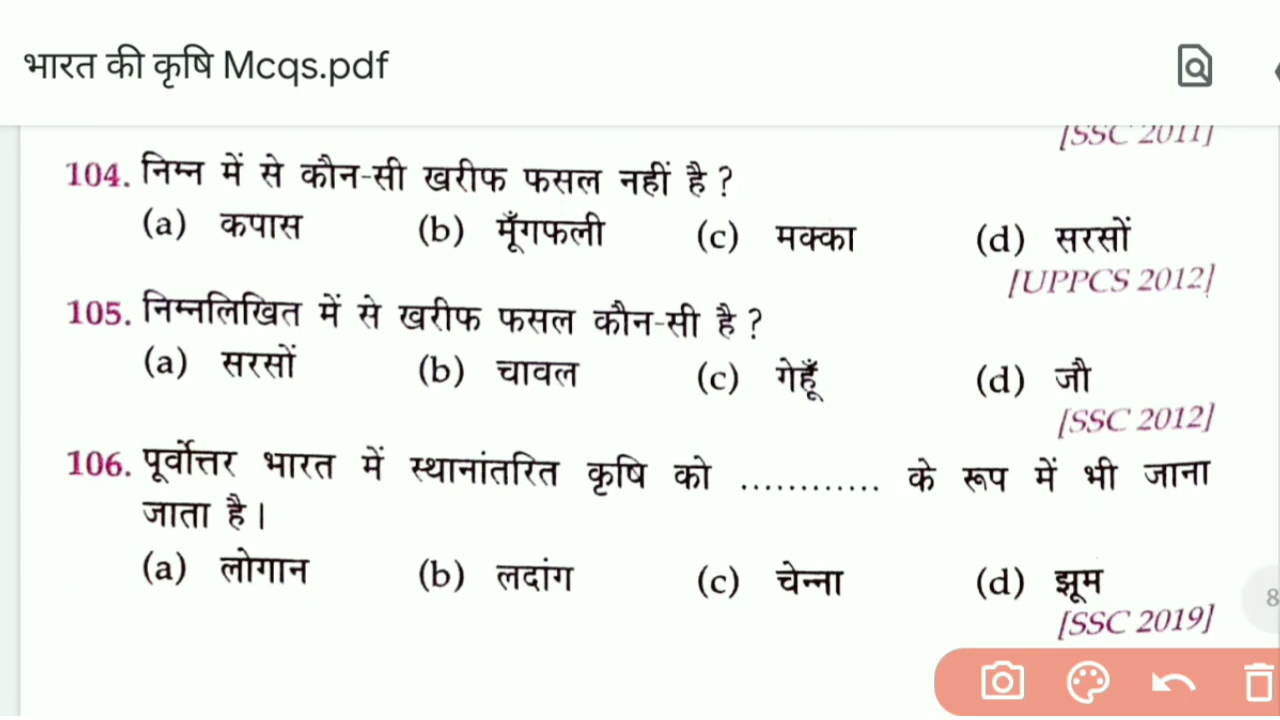 भारत की कृषि Mcqs.pdf
[SSC 2011]
104. निम्न में से कौन-सी खरीफ फसल नहीं है ?
(a) कपास (b) मूँगफली (c) मक्का (d) सरसों
[UPPCS 2012]
105. निम्नलिखित में से खरीफ फसल कौन-सी है ?
(a) सरसों (b) चावल (c) गेहूँ (d) जौ
[SSC 2012]
106. पूर्वोत्तर भारत में स्थानांतरित कृषि को ............ के रूप में भी जाना
जाता है।
(a) लोगान (b) लदांग (c) चेन्ना (d) झूम
[SSC 2019]
8